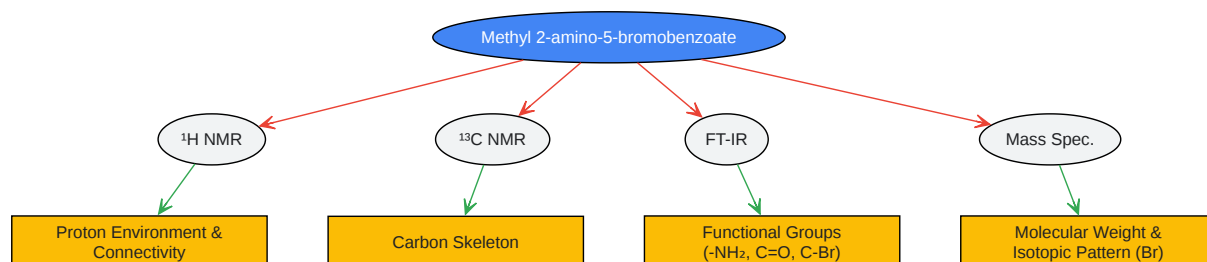 Methyl 2-amino-5-bromobenzoate
¹H NMR
¹³C NMR
FT-IR
Mass Spec.
Proton Environment &
Connectivity
Carbon Skeleton
Functional Groups
(-NH₂, C=O, C-Br)
Molecular Weight &
Isotopic Pattern (Br)